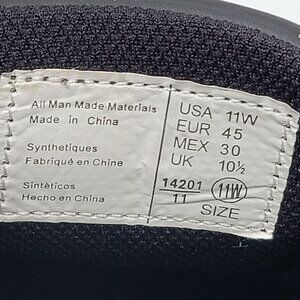 All Man Made Materials
Made in China
Synthetiques
Fabriqué en Chine
Sintéticos
Hecho en China
USA 11W
EUR 45
MEX 30
UK 10½
14201 11W
11
SIZE